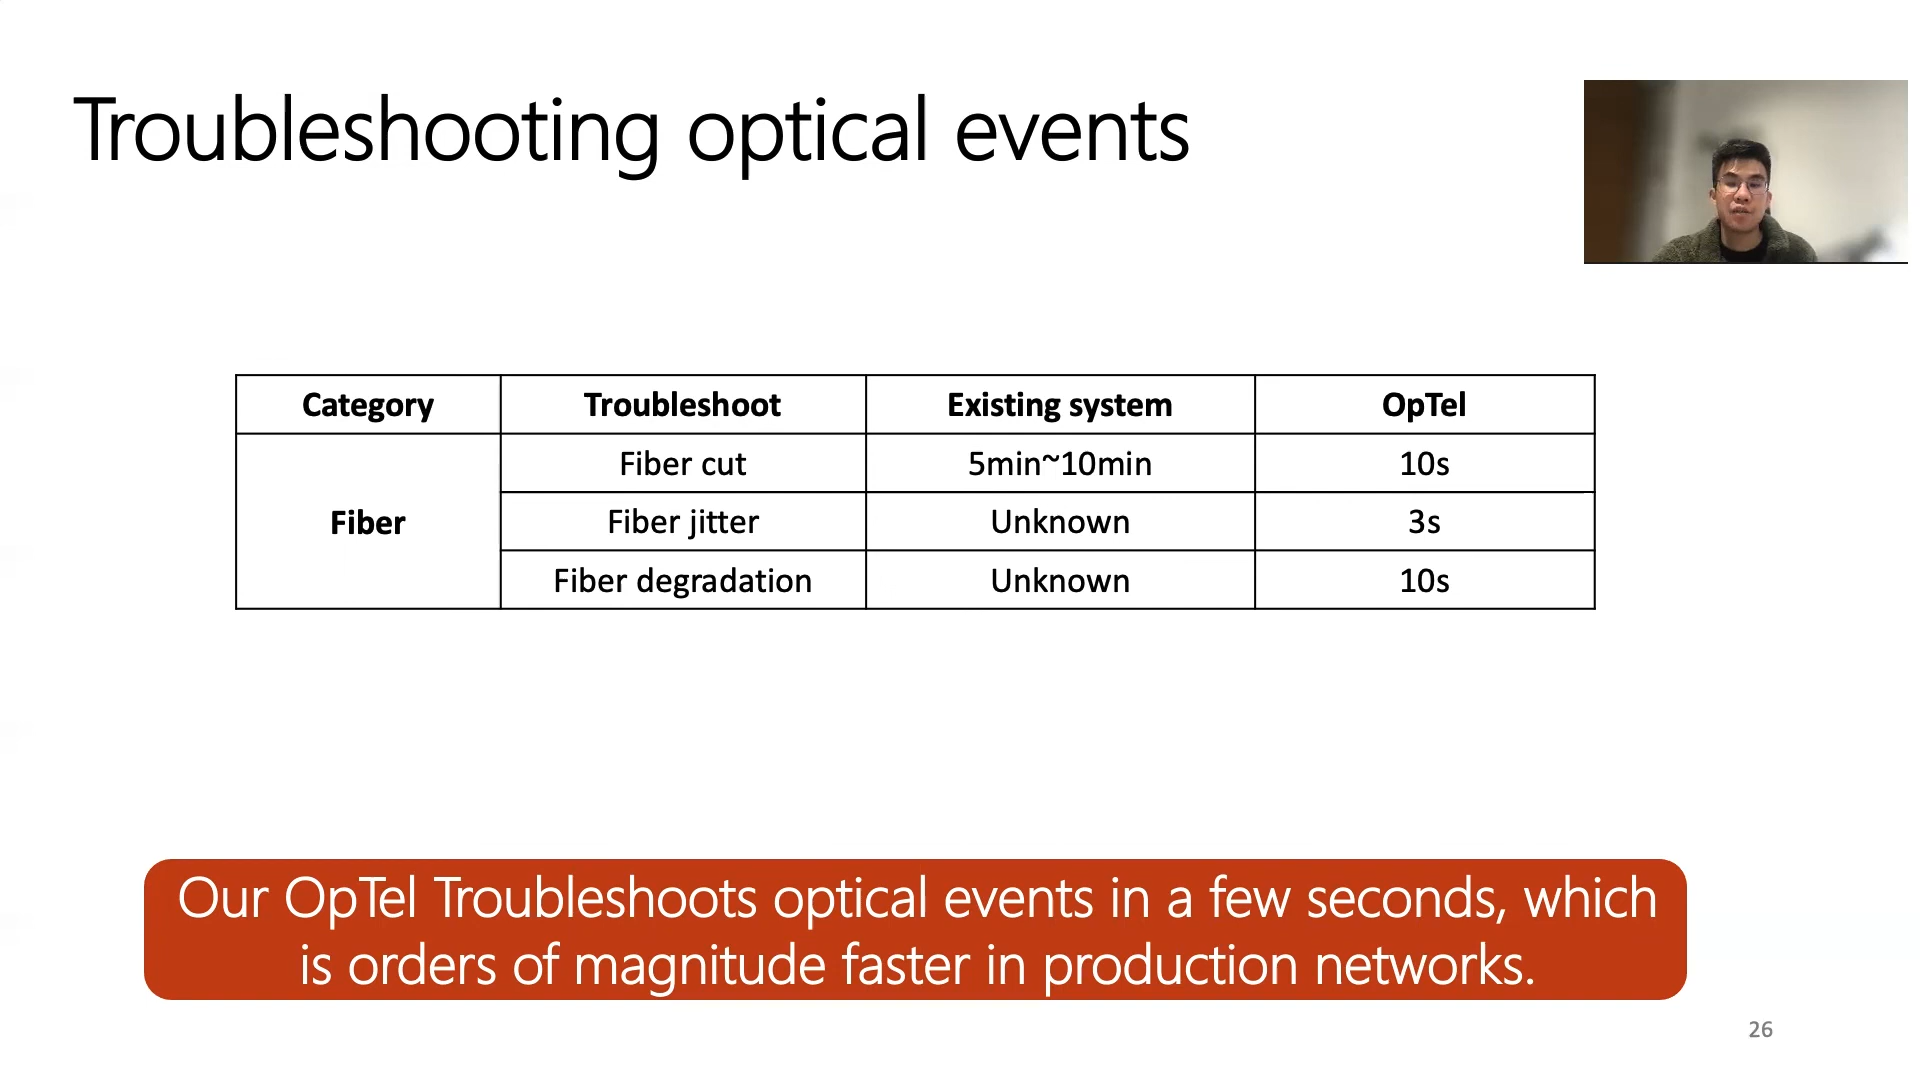 Troubleshooting optical events
Category Troubleshoot Existing system OpTel
Fiber cut 5min~10min 10s
Fiber Fiber jitter Unknown 3s
Fiber degradation Unknown 10s
Our OpTel Troubleshoots optical events in a few seconds, which
is orders of magnitude faster in production networks.
26